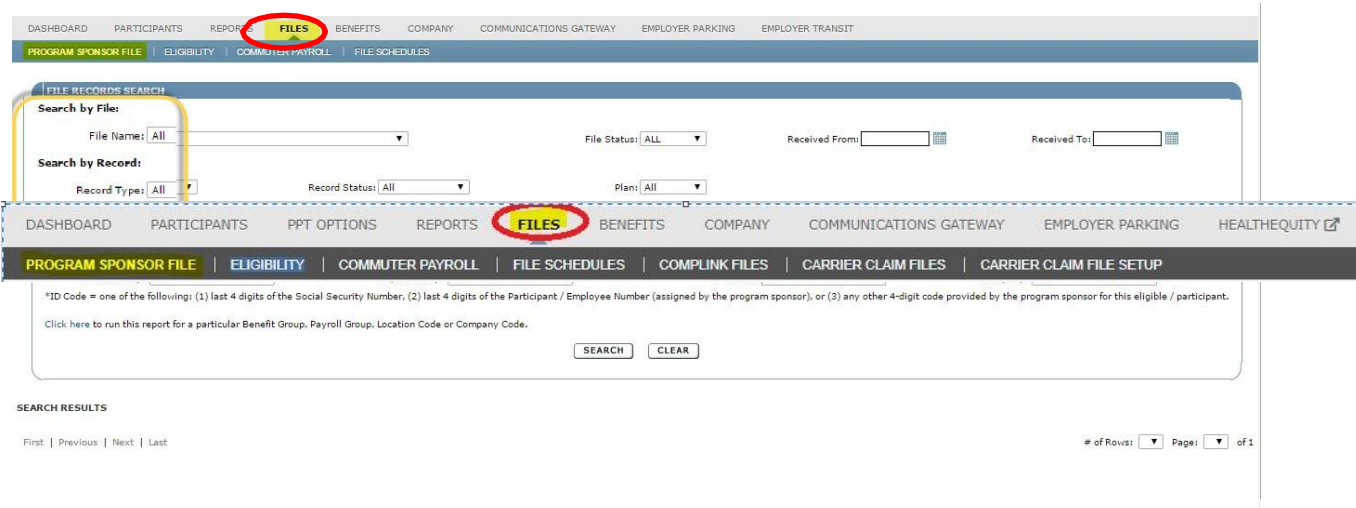 DASHBOARD PARTICIPANTS REPORTS FILES BENEFITS COMPANY COMMUNICATIONS GATEWAY EMPLOYER PARKING EMPLOYER TRANSIT
PROGRAM SPONSOR FILE | ELIGIBILITY | COMMUTER PAYROLL | FILE SCHEDULES
FILE RECORDS SEARCH
Search by File:
File Name: All File Status: ALL Received From: Received To:
Search by Record:
Record Type: All Record Status: All Plan: All
DASHBOARD PARTICIPANTS PPT OPTIONS REPORTS FILES BENEFITS COMPANY COMMUNICATIONS GATEWAY EMPLOYER PARKING HEALTHEQUITY
PROGRAM SPONSOR FILE | ELIGIBILITY | COMMUTER PAYROLL | FILE SCHEDULES | COMPLINK FILES | CARRIER CLAIM FILES | CARRIER CLAIM FILE SETUP
*ID Code = one of the following: (1) last 4 digits of the Social Security Number, (2) last 4 digits of the Participant / Employee Number (assigned by the program sponsor), or (3) any other 4-digit code provided by the program sponsor for this eligible / participant.
Click here to run this report for a particular Benefit Group, Payroll Group, Location Code or Company Code.
SEARCH CLEAR
SEARCH RESULTS
First | Previous | Next | Last # of Rows: Page: of 1